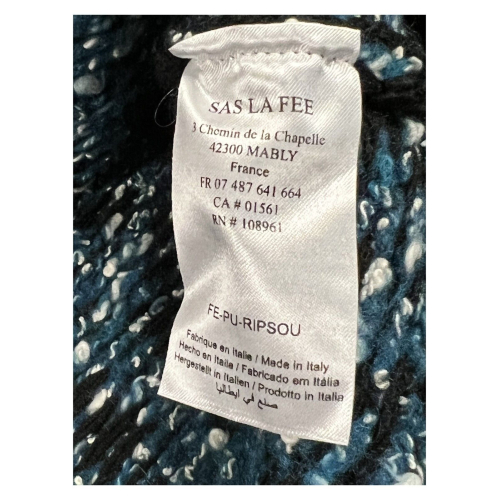 SAS LA FEE
3 Chemin de la Chapelle
42300 MABLY
France
FR 07 487 641 664
CA # 01561
RN # 108961
FE-PU-RIPSOU
Fabrique en Italie / Made in Italy
Hecho en Italia / Fabricado em Itália
Hergestellt in Italien / Prodotto in Italia
صنع في ايطاليا